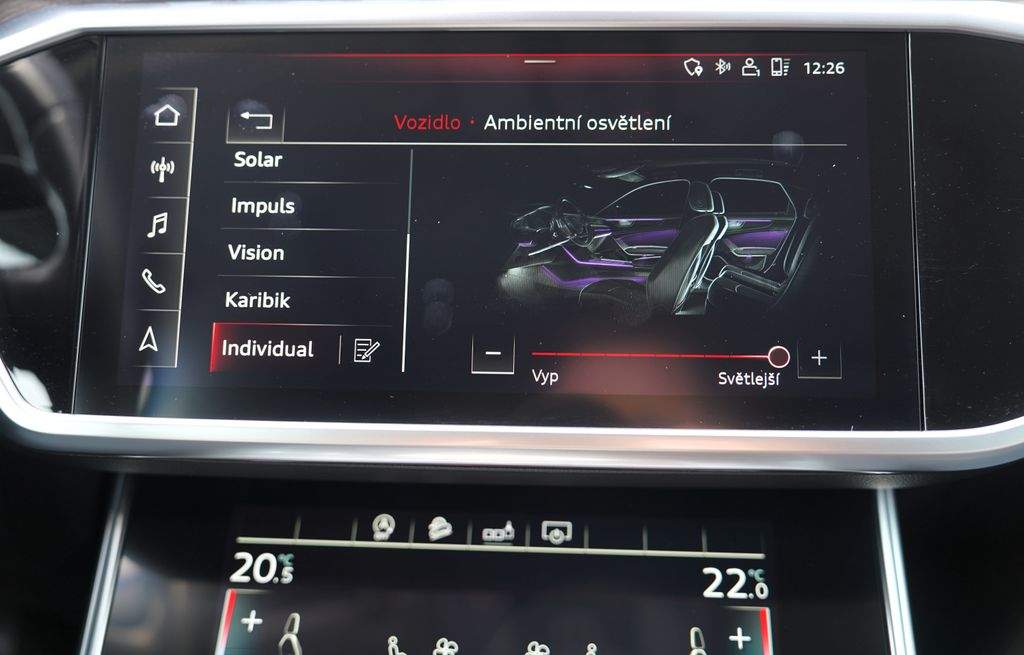 12:26
Vozidlo · Ambientní osvětlení
Solar
Impuls
Vision
Karibik
Individual
− +
Vyp Světlejší
20.5 °C 22.0 °C
+ +